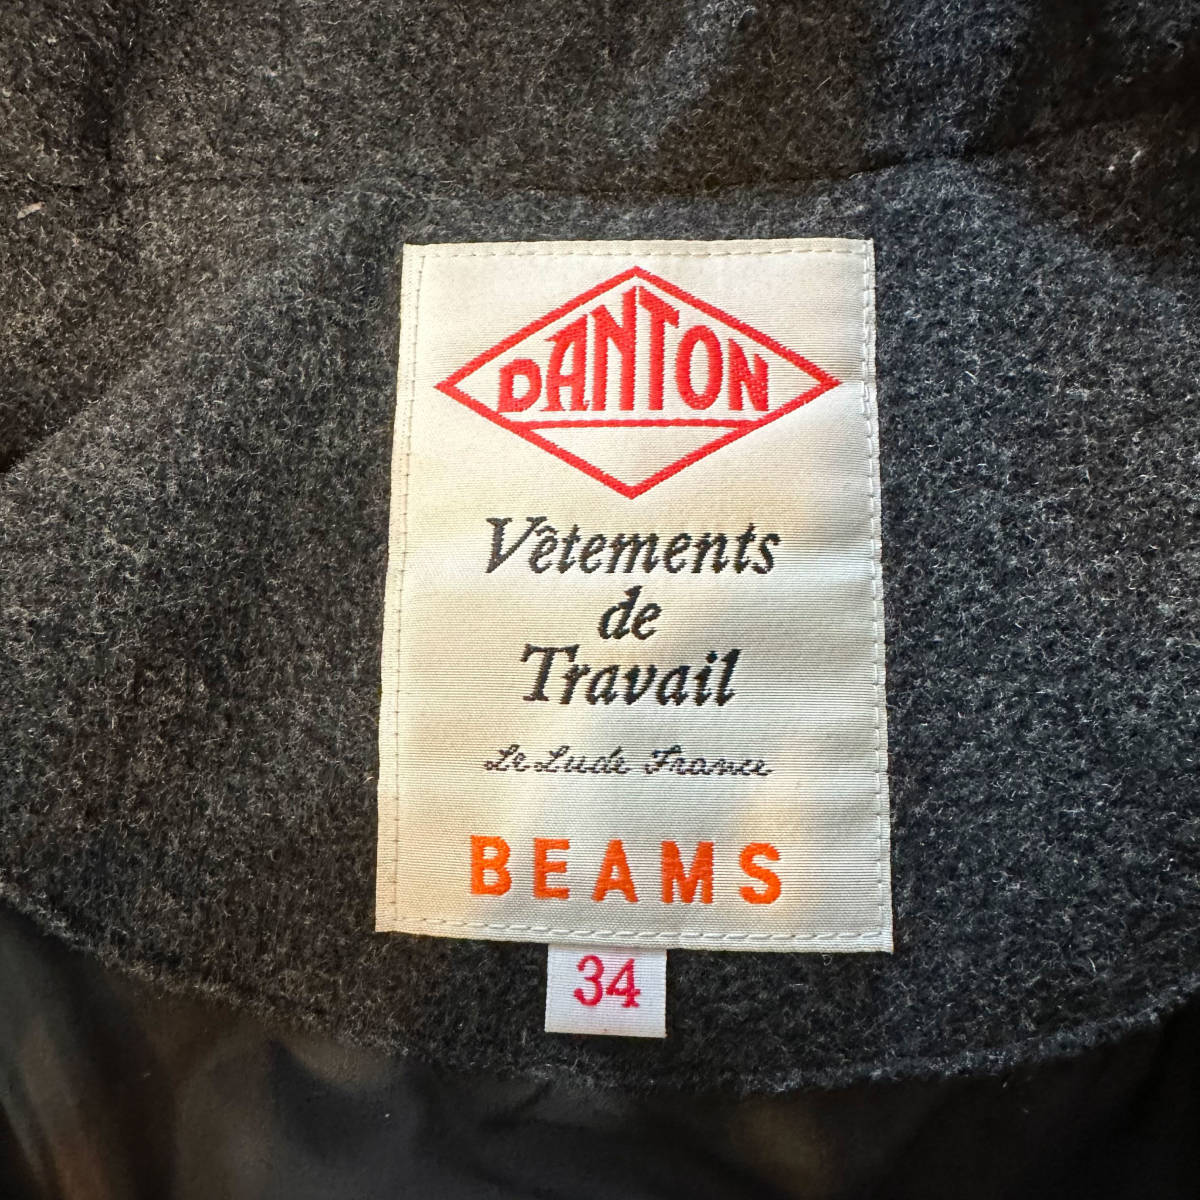 DANTON
Vêtements
de
Travail
Le Lude France
BEAMS
34